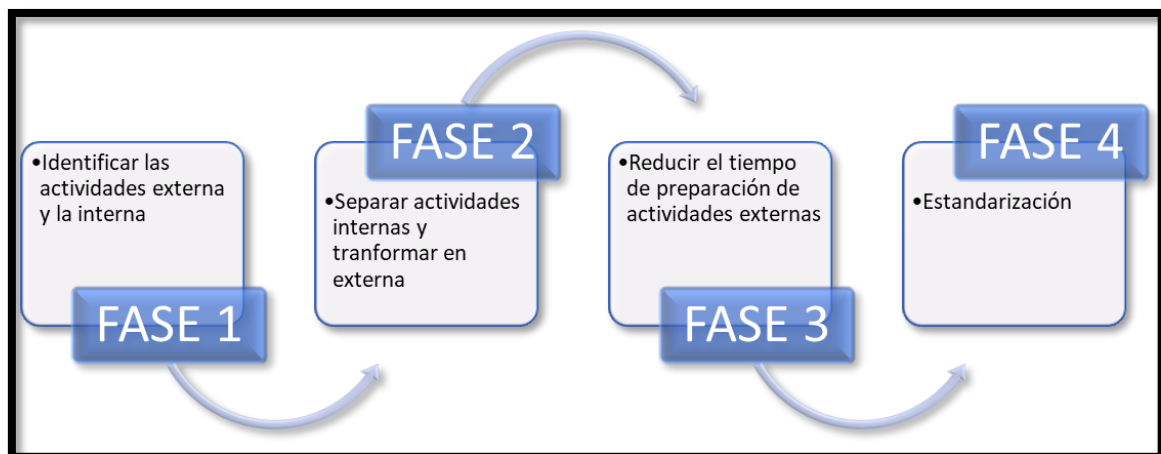 FASE 1
•Identificar las
actividades externa
y la interna
FASE 2
•Separar actividades
internas y
tranformar en
externa
FASE 3
•Reducir el tiempo
de preparación de
actividades externas
FASE 4
•Estandarización